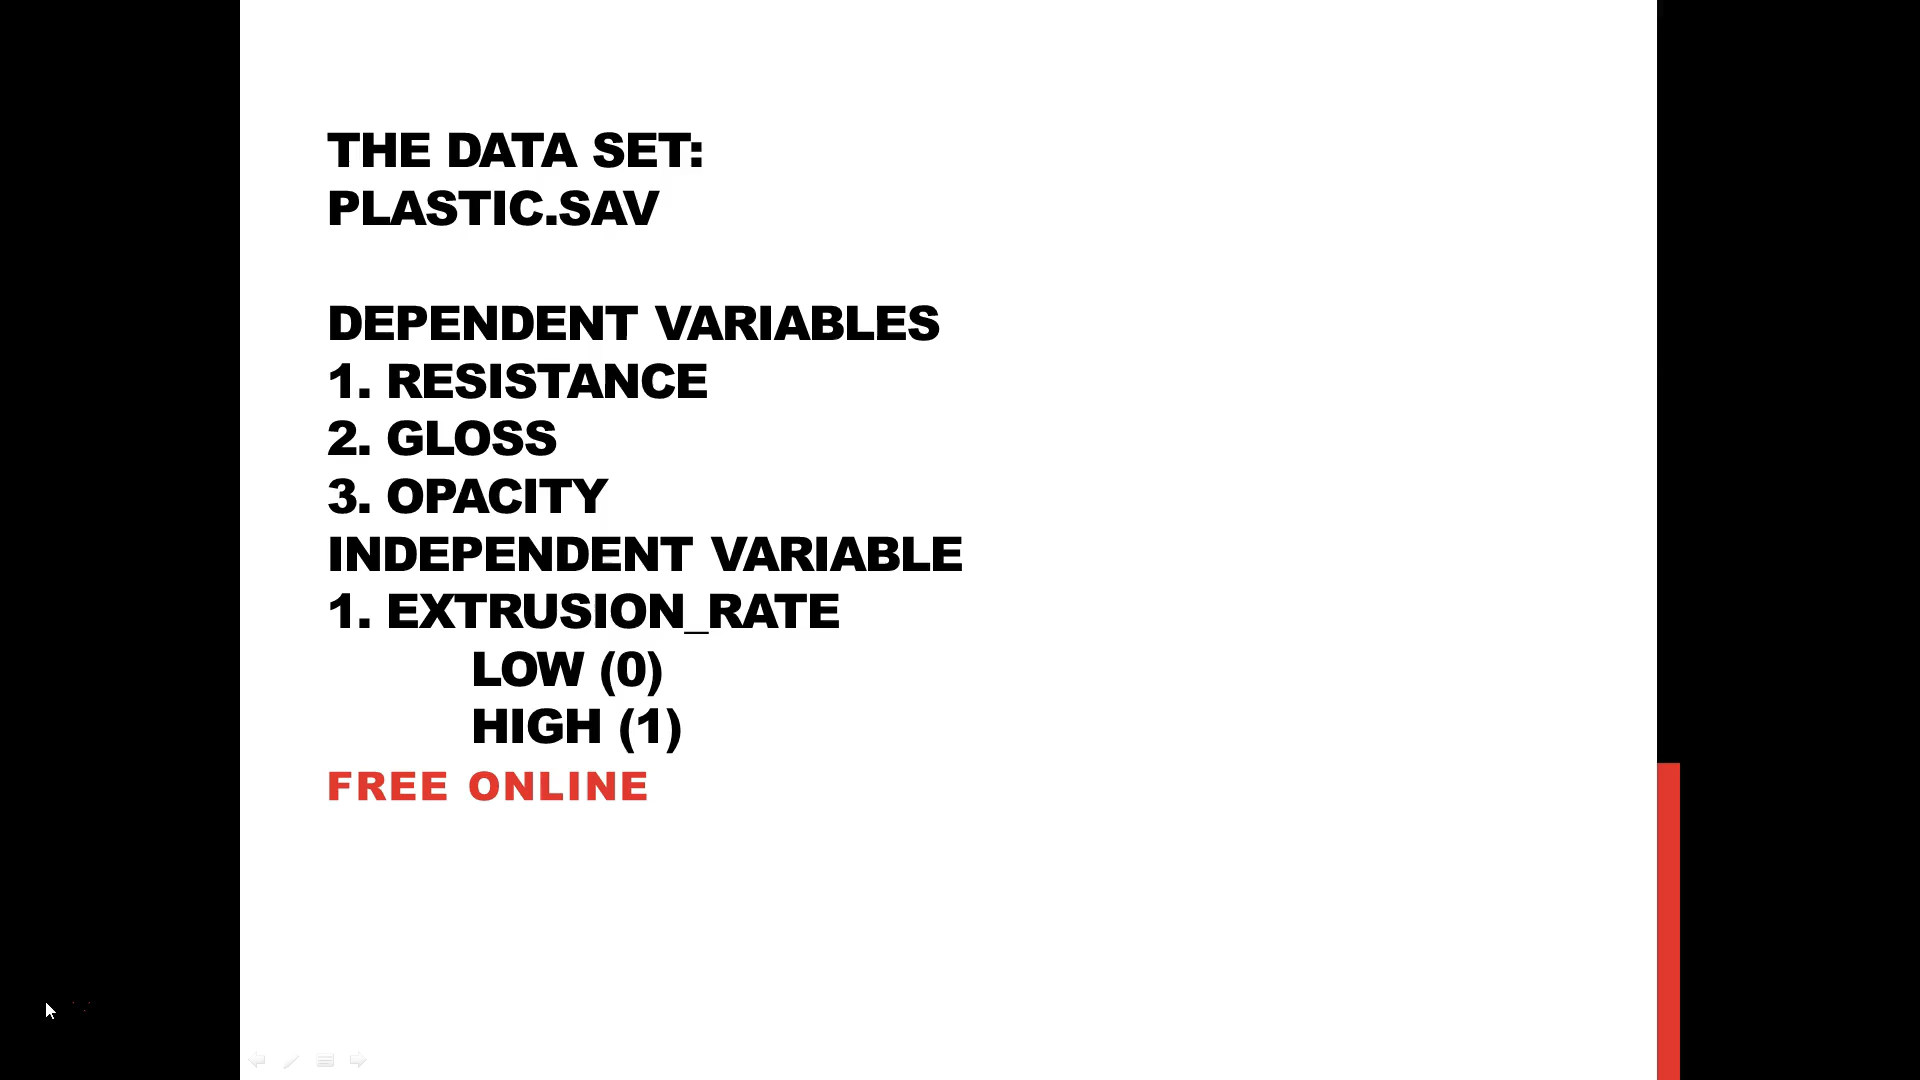 THE DATA SET:
PLASTIC.SAV
DEPENDENT VARIABLES
1. RESISTANCE
2. GLOSS
3. OPACITY
INDEPENDENT VARIABLE
1. EXTRUSION_RATE
LOW (0)
HIGH (1)
FREE ONLINE